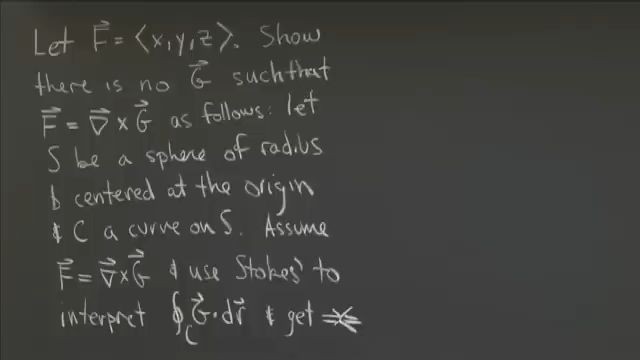 Let F⃗ = ⟨x, y, z⟩. Show
there is no G⃗ such that
F⃗ = ∇⃗ × G⃗ as follows: let
S be a sphere of radius
b centered at the origin
& C a curve on S. Assume
F⃗ = ∇⃗ × G⃗ & use Stokes' to
interpret ∮_C G⃗ · dr⃗ & get ⇒⇐